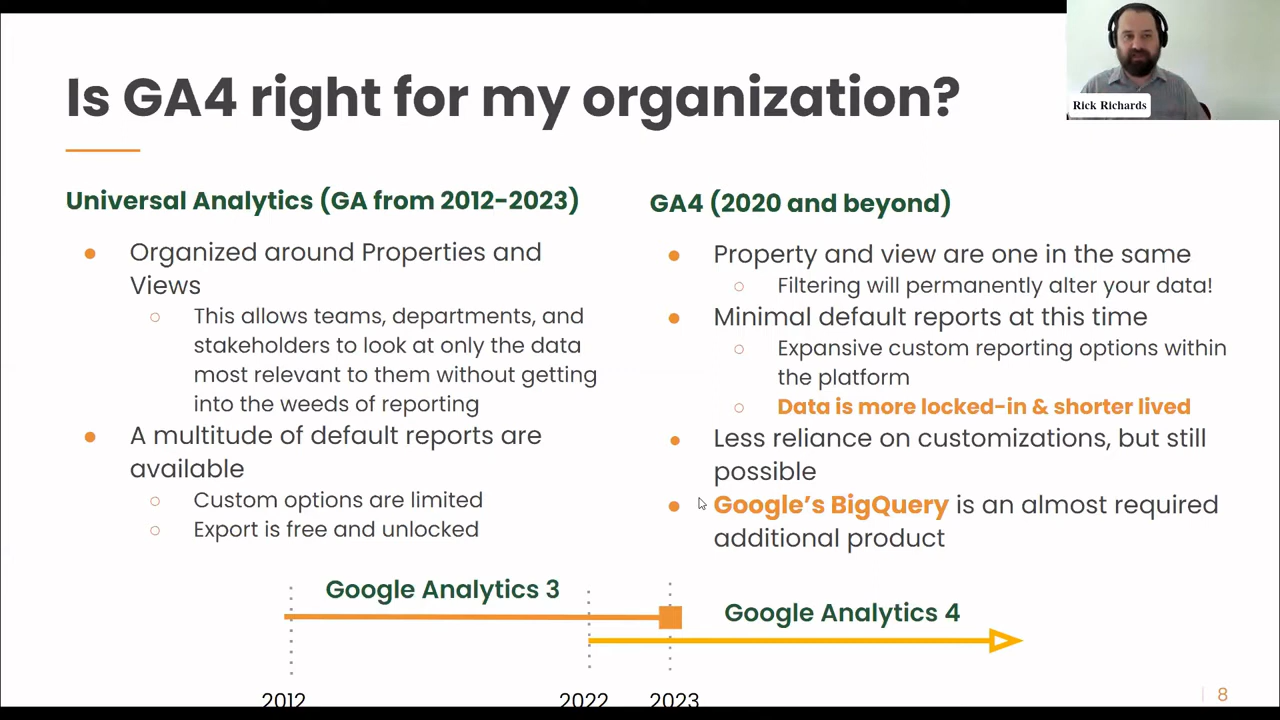 Is GA4 right for my organization?
Rick Richards
Universal Analytics (GA from 2012-2023)
Organized around Properties and
Views
This allows teams, departments, and
stakeholders to look at only the data
most relevant to them without getting
into the weeds of reporting
A multitude of default reports are
available
Custom options are limited
Export is free and unlocked
GA4 (2020 and beyond)
Property and view are one in the same
Filtering will permanently alter your data!
Minimal default reports at this time
Expansive custom reporting options within
the platform
Data is more locked-in & shorter lived
Less reliance on customizations, but still
possible
Google's BigQuery is an almost required
additional product
Google Analytics 3
Google Analytics 4
2012
2022
2023
8